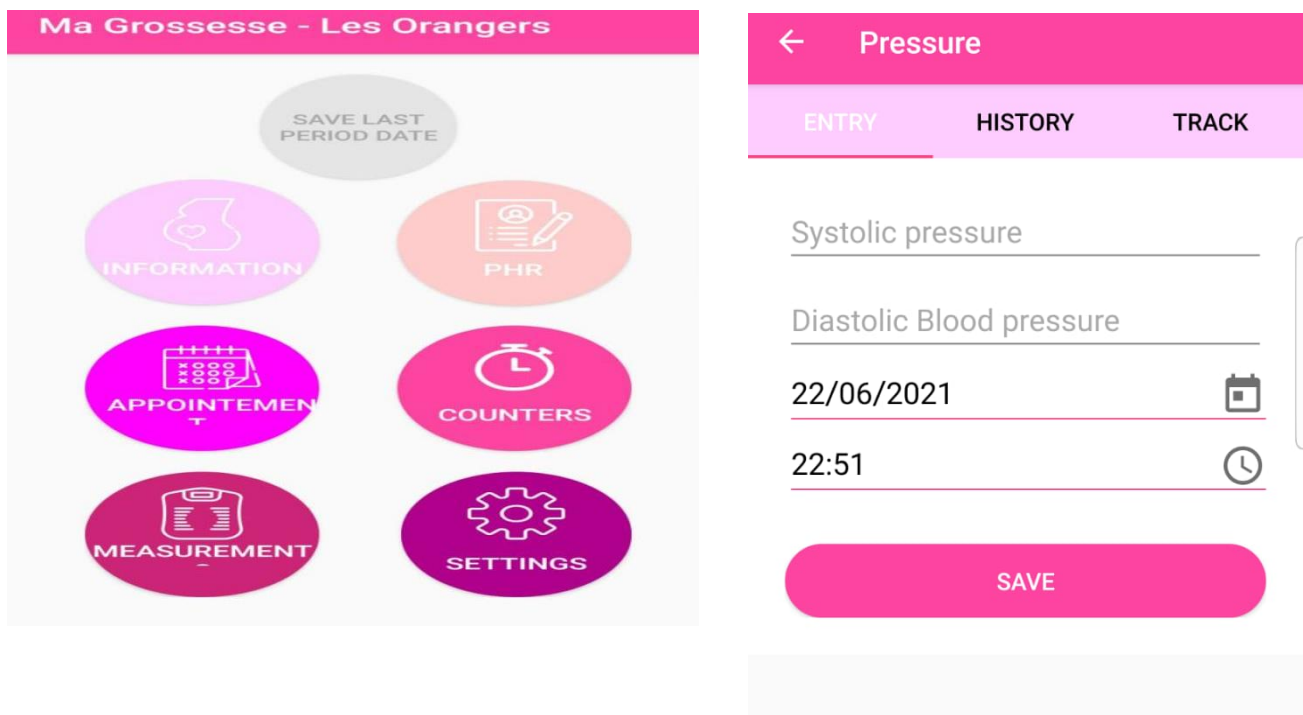 Ma Grossesse - Les Orangers
SAVE LAST
PERIOD DATE
INFORMATION
PHR
APPOINTEMEN
T
COUNTERS
MEASUREMENT
SETTINGS
Pressure
ENTRY
HISTORY
TRACK
Systolic pressure
Diastolic Blood pressure
22/06/2021
22:51
SAVE